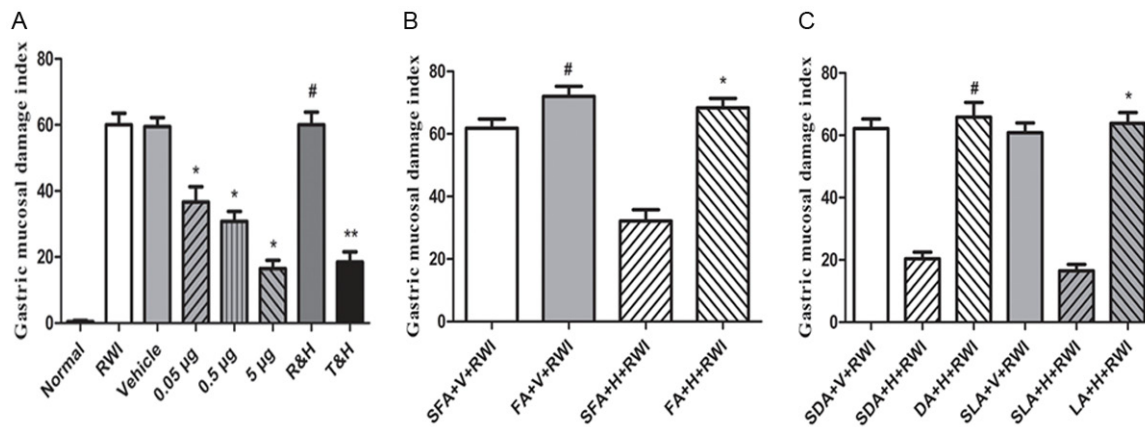 A
Gastric mucosal damage index
80
60
40
20
0
*
*
*
#
**
Normal
RWI
Vehicle
0.05 µg
0.5 µg
5 µg
R&H
T&H
B
Gastric mucosal damage index
80
60
40
20
0
#
*
SFA+V+RWI
FA+V+RWI
SFA+H+RWI
FA+H+RWI
C
Gastric mucosal damage index
80
60
40
20
0
#
*
SDA+V+RWI
SDA+H+RWI
DA+H+RWI
SLA+V+RWI
SLA+H+RWI
LA+H+RWI